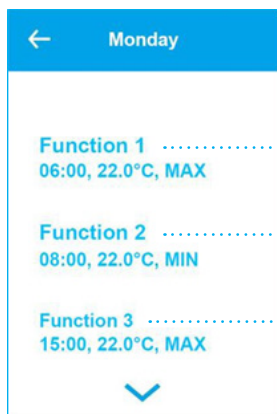 Monday
Function 1
06:00, 22.0°C, MAX
Function 2
08:00, 22.0°C, MIN
Function 3
15:00, 22.0°C, MAX